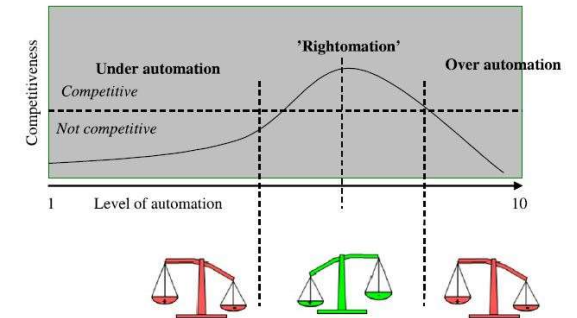 ’Rightomation’
Under automation
Over automation
Competitive
Not competitive
Competitiveness
1 Level of automation 10